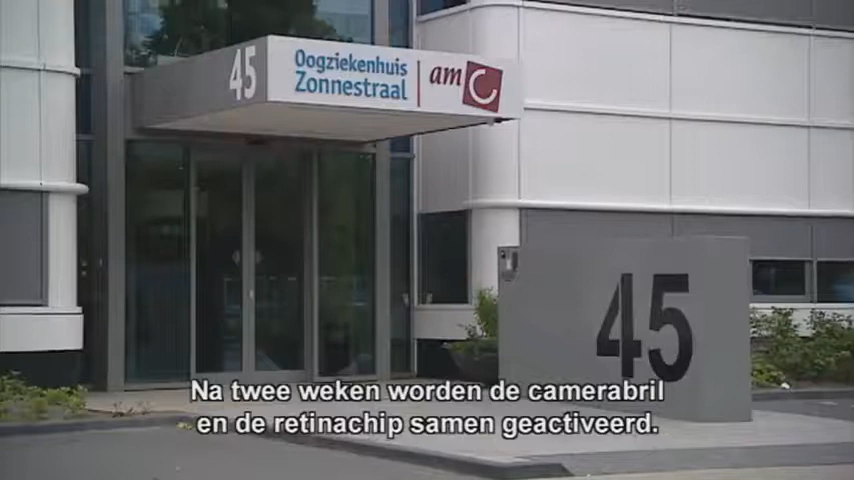 45
Oogziekenhuis
Zonnestraal
am
45
Na twee weken worden de camerabril
en de retinachip samen geactiveerd.